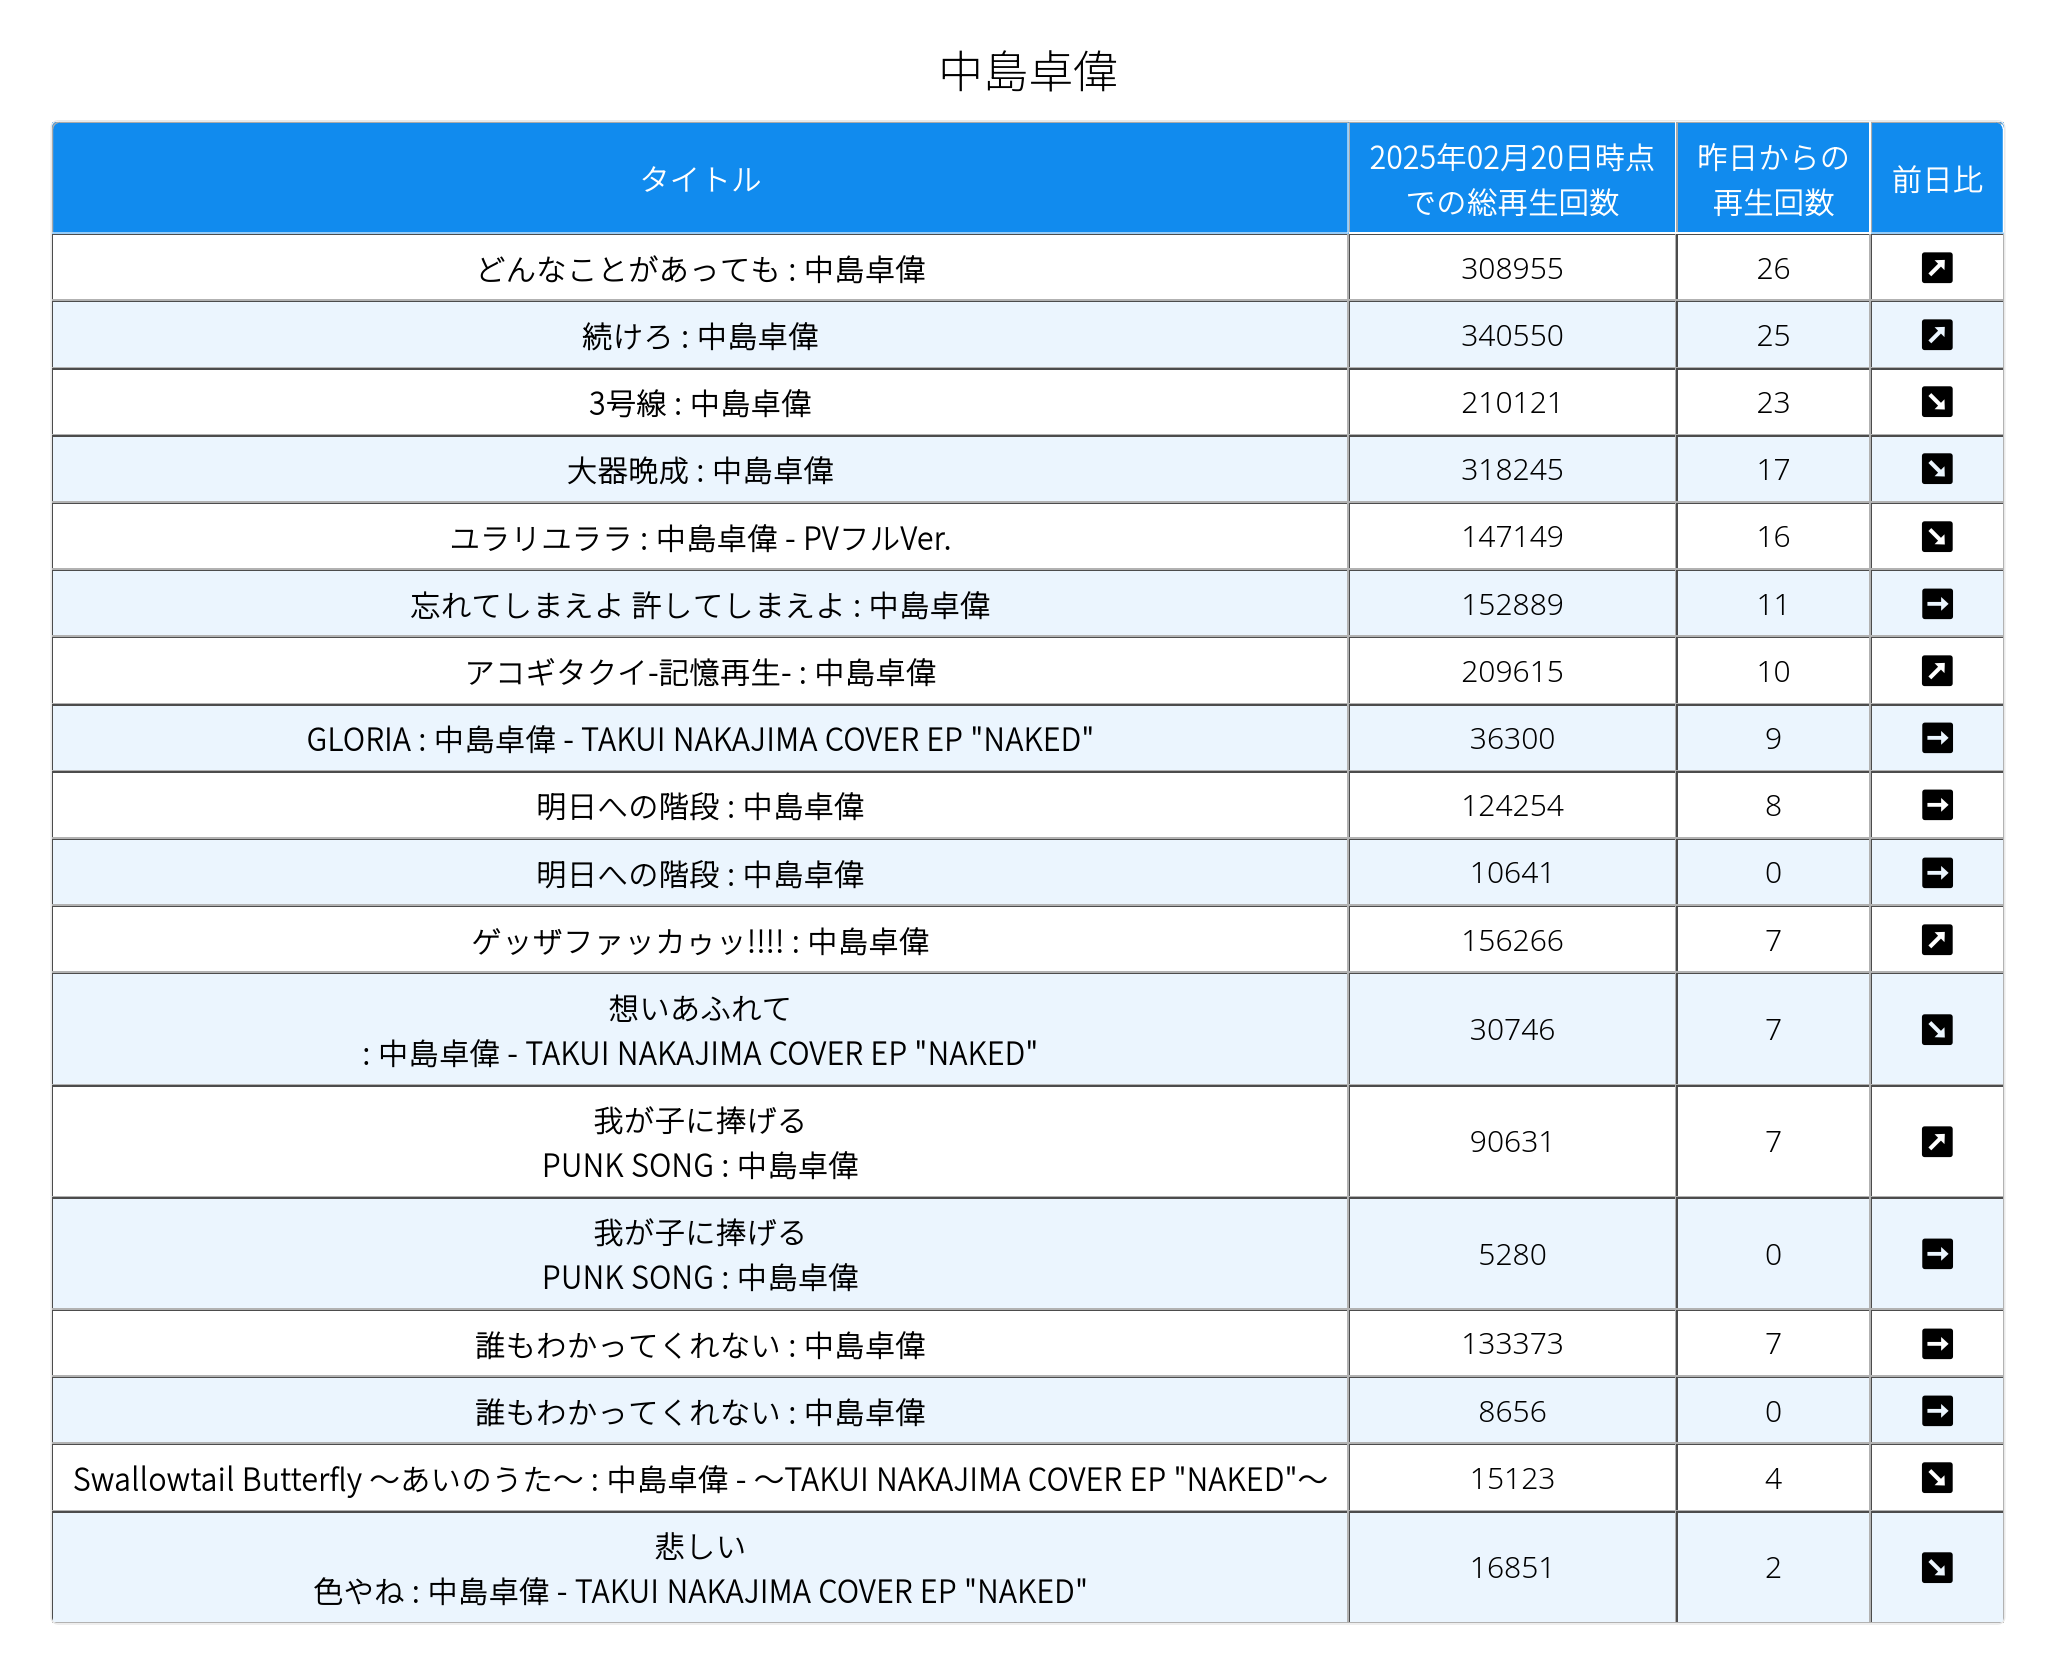 中島卓偉
タイトル
2025年02月20日時点
での総再生回数
昨日からの
再生回数
前日比
どんなことがあっても : 中島卓偉 308955 26 ↗
続けろ : 中島卓偉 340550 25 ↗
3号線 : 中島卓偉 210121 23 ↘
大器晩成 : 中島卓偉 318245 17 ↘
ユラリユララ : 中島卓偉 - PVフルVer. 147149 16 ↘
忘れてしまえよ 許してしまえよ : 中島卓偉 152889 11 →
アコギタクイ-記憶再生- : 中島卓偉 209615 10 ↗
GLORIA : 中島卓偉 - TAKUI NAKAJIMA COVER EP "NAKED" 36300 9 →
明日への階段 : 中島卓偉 124254 8 →
明日への階段 : 中島卓偉 10641 0 →
ゲッザファッカゥッ!!!! : 中島卓偉 156266 7 ↗
想いあふれて
: 中島卓偉 - TAKUI NAKAJIMA COVER EP "NAKED" 30746 7 ↘
我が子に捧げる
PUNK SONG : 中島卓偉 90631 7 ↗
我が子に捧げる
PUNK SONG : 中島卓偉 5280 0 →
誰もわかってくれない : 中島卓偉 133373 7 →
誰もわかってくれない : 中島卓偉 8656 0 →
Swallowtail Butterfly 〜あいのうた〜 : 中島卓偉 - 〜TAKUI NAKAJIMA COVER EP "NAKED"〜 15123 4 ↘
悲しい
色やね : 中島卓偉 - TAKUI NAKAJIMA COVER EP "NAKED" 16851 2 ↘